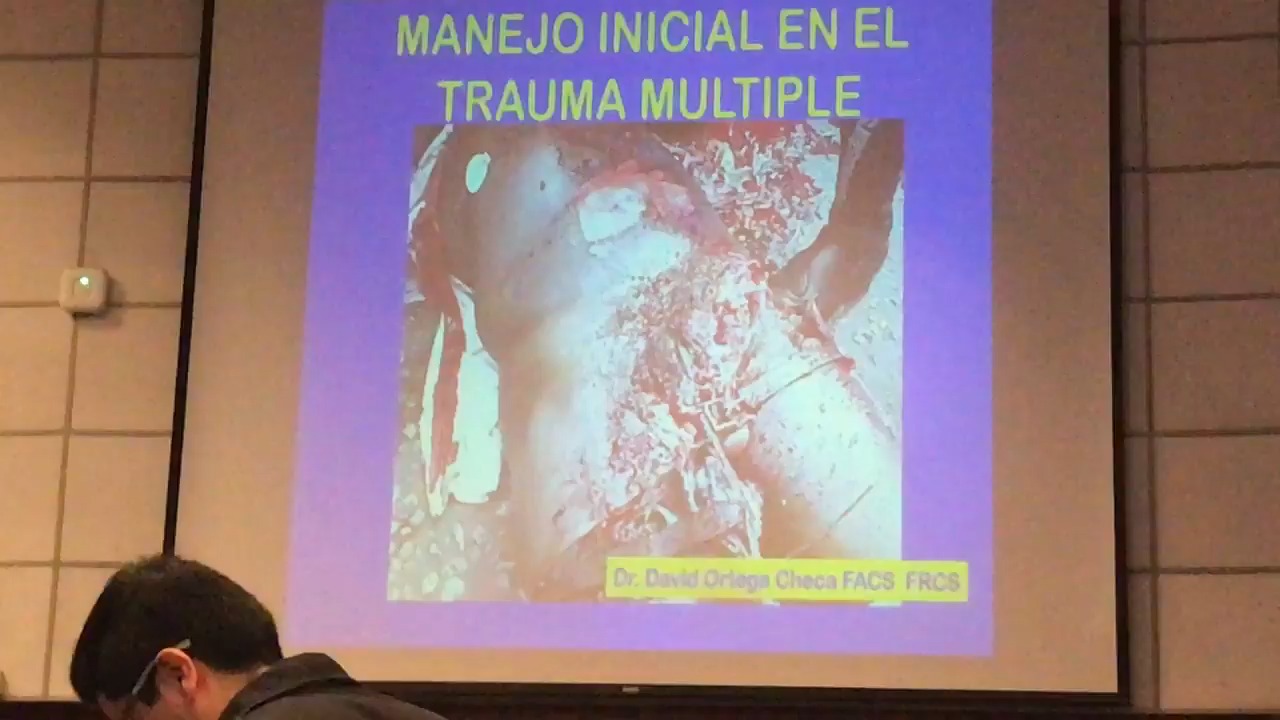 MANEJO INICIAL EN EL
TRAUMA MULTIPLE
Dr. David Ortega Checa FACS FRCS